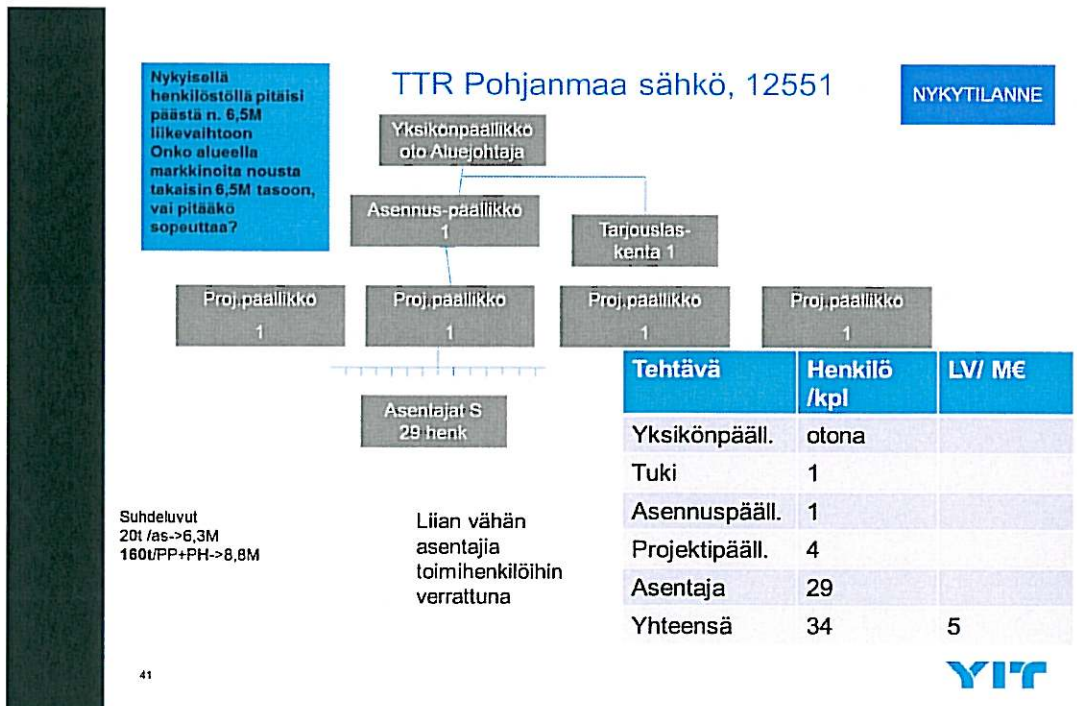 Nykyisellä
henkilöstöllä pitäisi
päästä n. 6,5M
liikevaihtoon
Onko alueella
markkinoita nousta
takaisin 6,5M tasoon,
vai pitääkö
sopeuttaa?
TTR Pohjanmaa sähkö, 12551
NYKYTILANNE
Yksikönpäällikkö
oto Aluejohtaja
Asennus-päällikkö
1
Tarjouslas-
kenta 1
Proj.päällikkö
1
Proj.päällikkö
1
Proj.päällikkö
1
Proj.päällikkö
1
Asentajat S
29 henk
Suhdeluvut
20t /as->6,3M
160t/PP+PH->8,8M
Liian vähän
asentajia
toimihenkilöihin
verrattuna
Tehtävä Henkilö LV/ M€
/kpl
Yksikönpääll. otona
Tuki 1
Asennuspääll. 1
Projektipääll. 4
Asentaja 29
Yhteensä 34 5
41
YIT